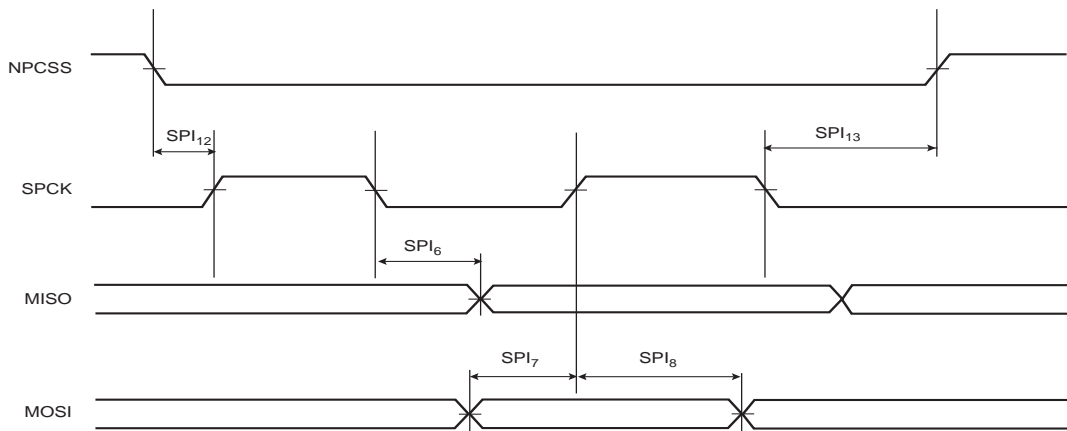 NPCSS
SPI₁₂
SPI₁₃
SPCK
SPI₆
MISO
SPI₇
SPI₈
MOSI